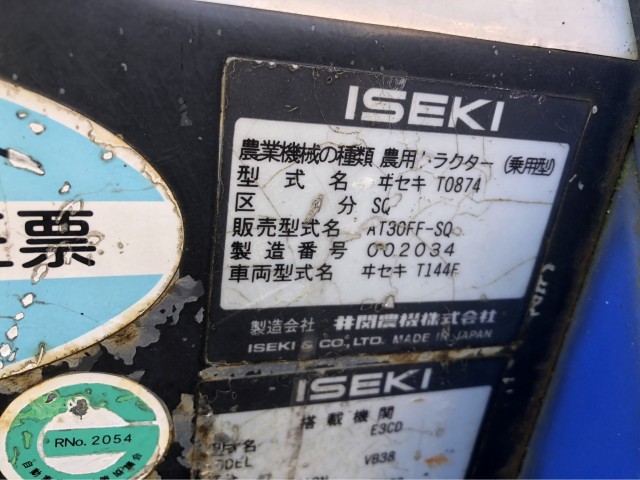 ISEKI
農業機械の種類 農用トラクター (乗用型)
型式名 ヰセキ T0874
区分 SQ
販売型式名 AT30FF-SQ
製造番号 002034
車両型式名 ヰセキ T144F
製造会社 井関農機株式会社
ISEKI & CO., LTD. MADE IN JAPAN
票
RNo. 2054
ISEKI
搭載機関
E3CD
V838